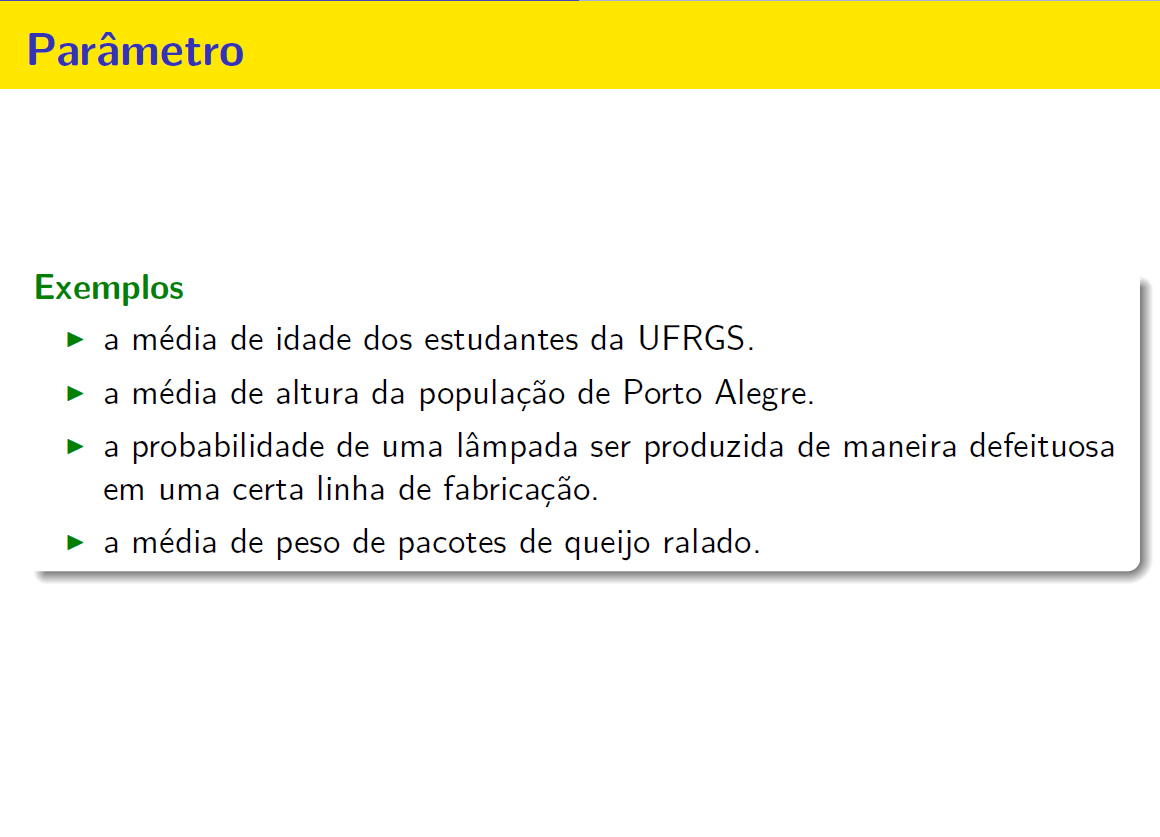 Parâmetro
Exemplos
a média de idade dos estudantes da UFRGS.
a média de altura da população de Porto Alegre.
a probabilidade de uma lâmpada ser produzida de maneira defeituosa
em uma certa linha de fabricação.
a média de peso de pacotes de queijo ralado.